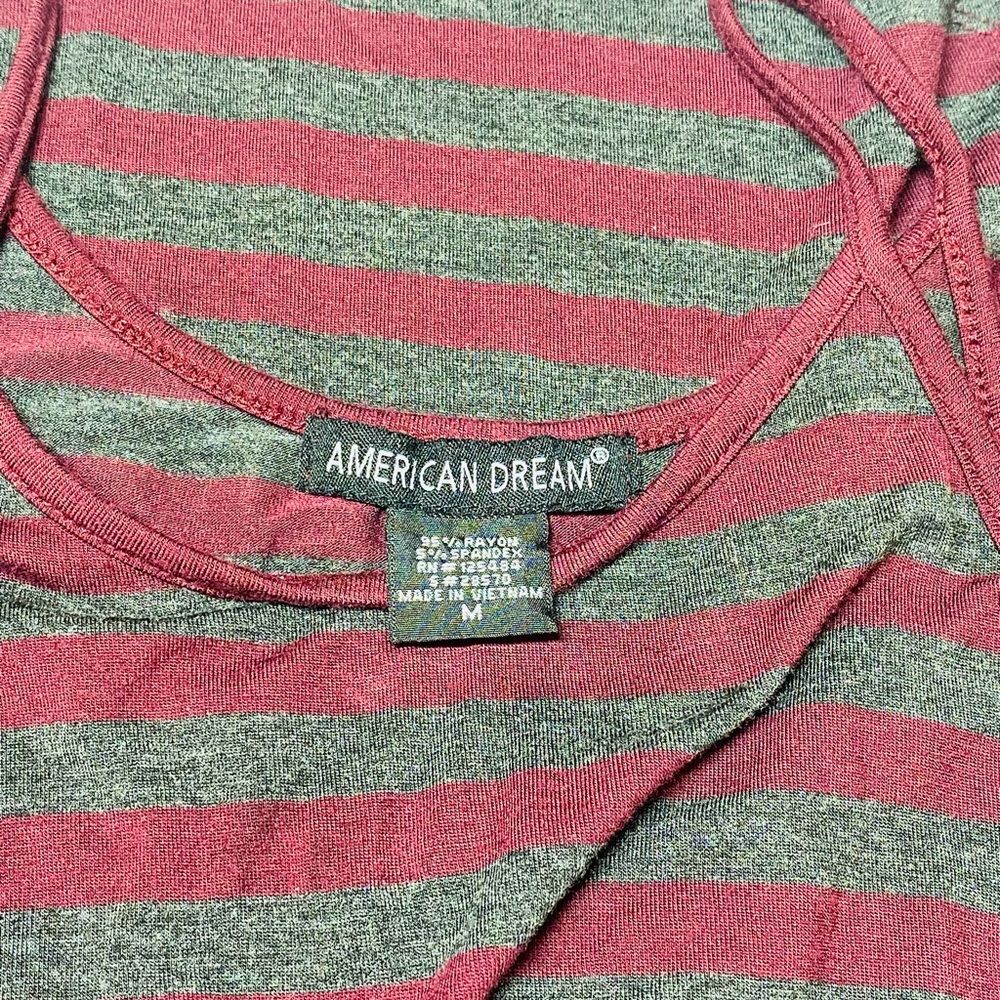 AMERICAN DREAM®
95% RAYON
5% SPANDEX
RN # 125484
S # 28570
MADE IN VIETNAM
M